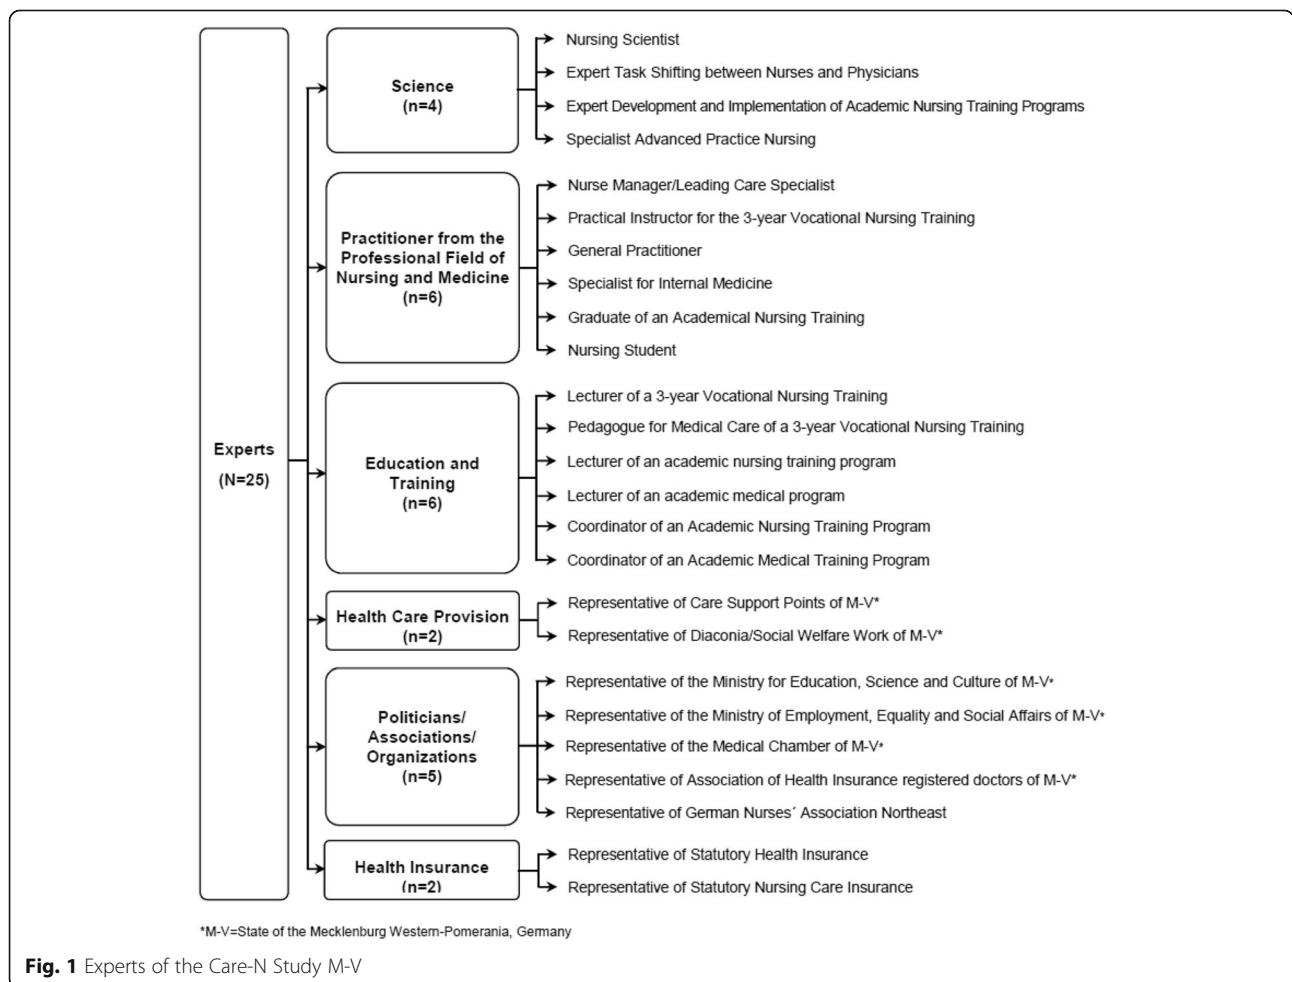 Experts
(N=25)
Science
(n=4)
Nursing Scientist
Expert Task Shifting between Nurses and Physicians
Expert Development and Implementation of Academic Nursing Training Programs
Specialist Advanced Practice Nursing
Practitioner from the
Professional Field of
Nursing and Medicine
(n=6)
Nurse Manager/Leading Care Specialist
Practical Instructor for the 3-year Vocational Nursing Training
General Practitioner
Specialist for Internal Medicine
Graduate of an Academical Nursing Training
Nursing Student
Education and
Training
(n=6)
Lecturer of a 3-year Vocational Nursing Training
Pedagogue for Medical Care of a 3-year Vocational Nursing Training
Lecturer of an academic nursing training program
Lecturer of an academic medical program
Coordinator of an Academic Nursing Training Program
Coordinator of an Academic Medical Training Program
Health Care Provision
(n=2)
Representative of Care Support Points of M-V*
Representative of Diaconia/Social Welfare Work of M-V*
Politicians/
Associations/
Organizations
(n=5)
Representative of the Ministry for Education, Science and Culture of M-V*
Representative of the Ministry of Employment, Equality and Social Affairs of M-V*
Representative of the Medical Chamber of M-V*
Representative of Association of Health Insurance registered doctors of M-V*
Representative of German Nurses´ Association Northeast
Health Insurance
(n=2)
Representative of Statutory Health Insurance
Representative of Statutory Nursing Care Insurance
*M-V=State of the Mecklenburg Western-Pomerania, Germany
Fig. 1 Experts of the Care-N Study M-V